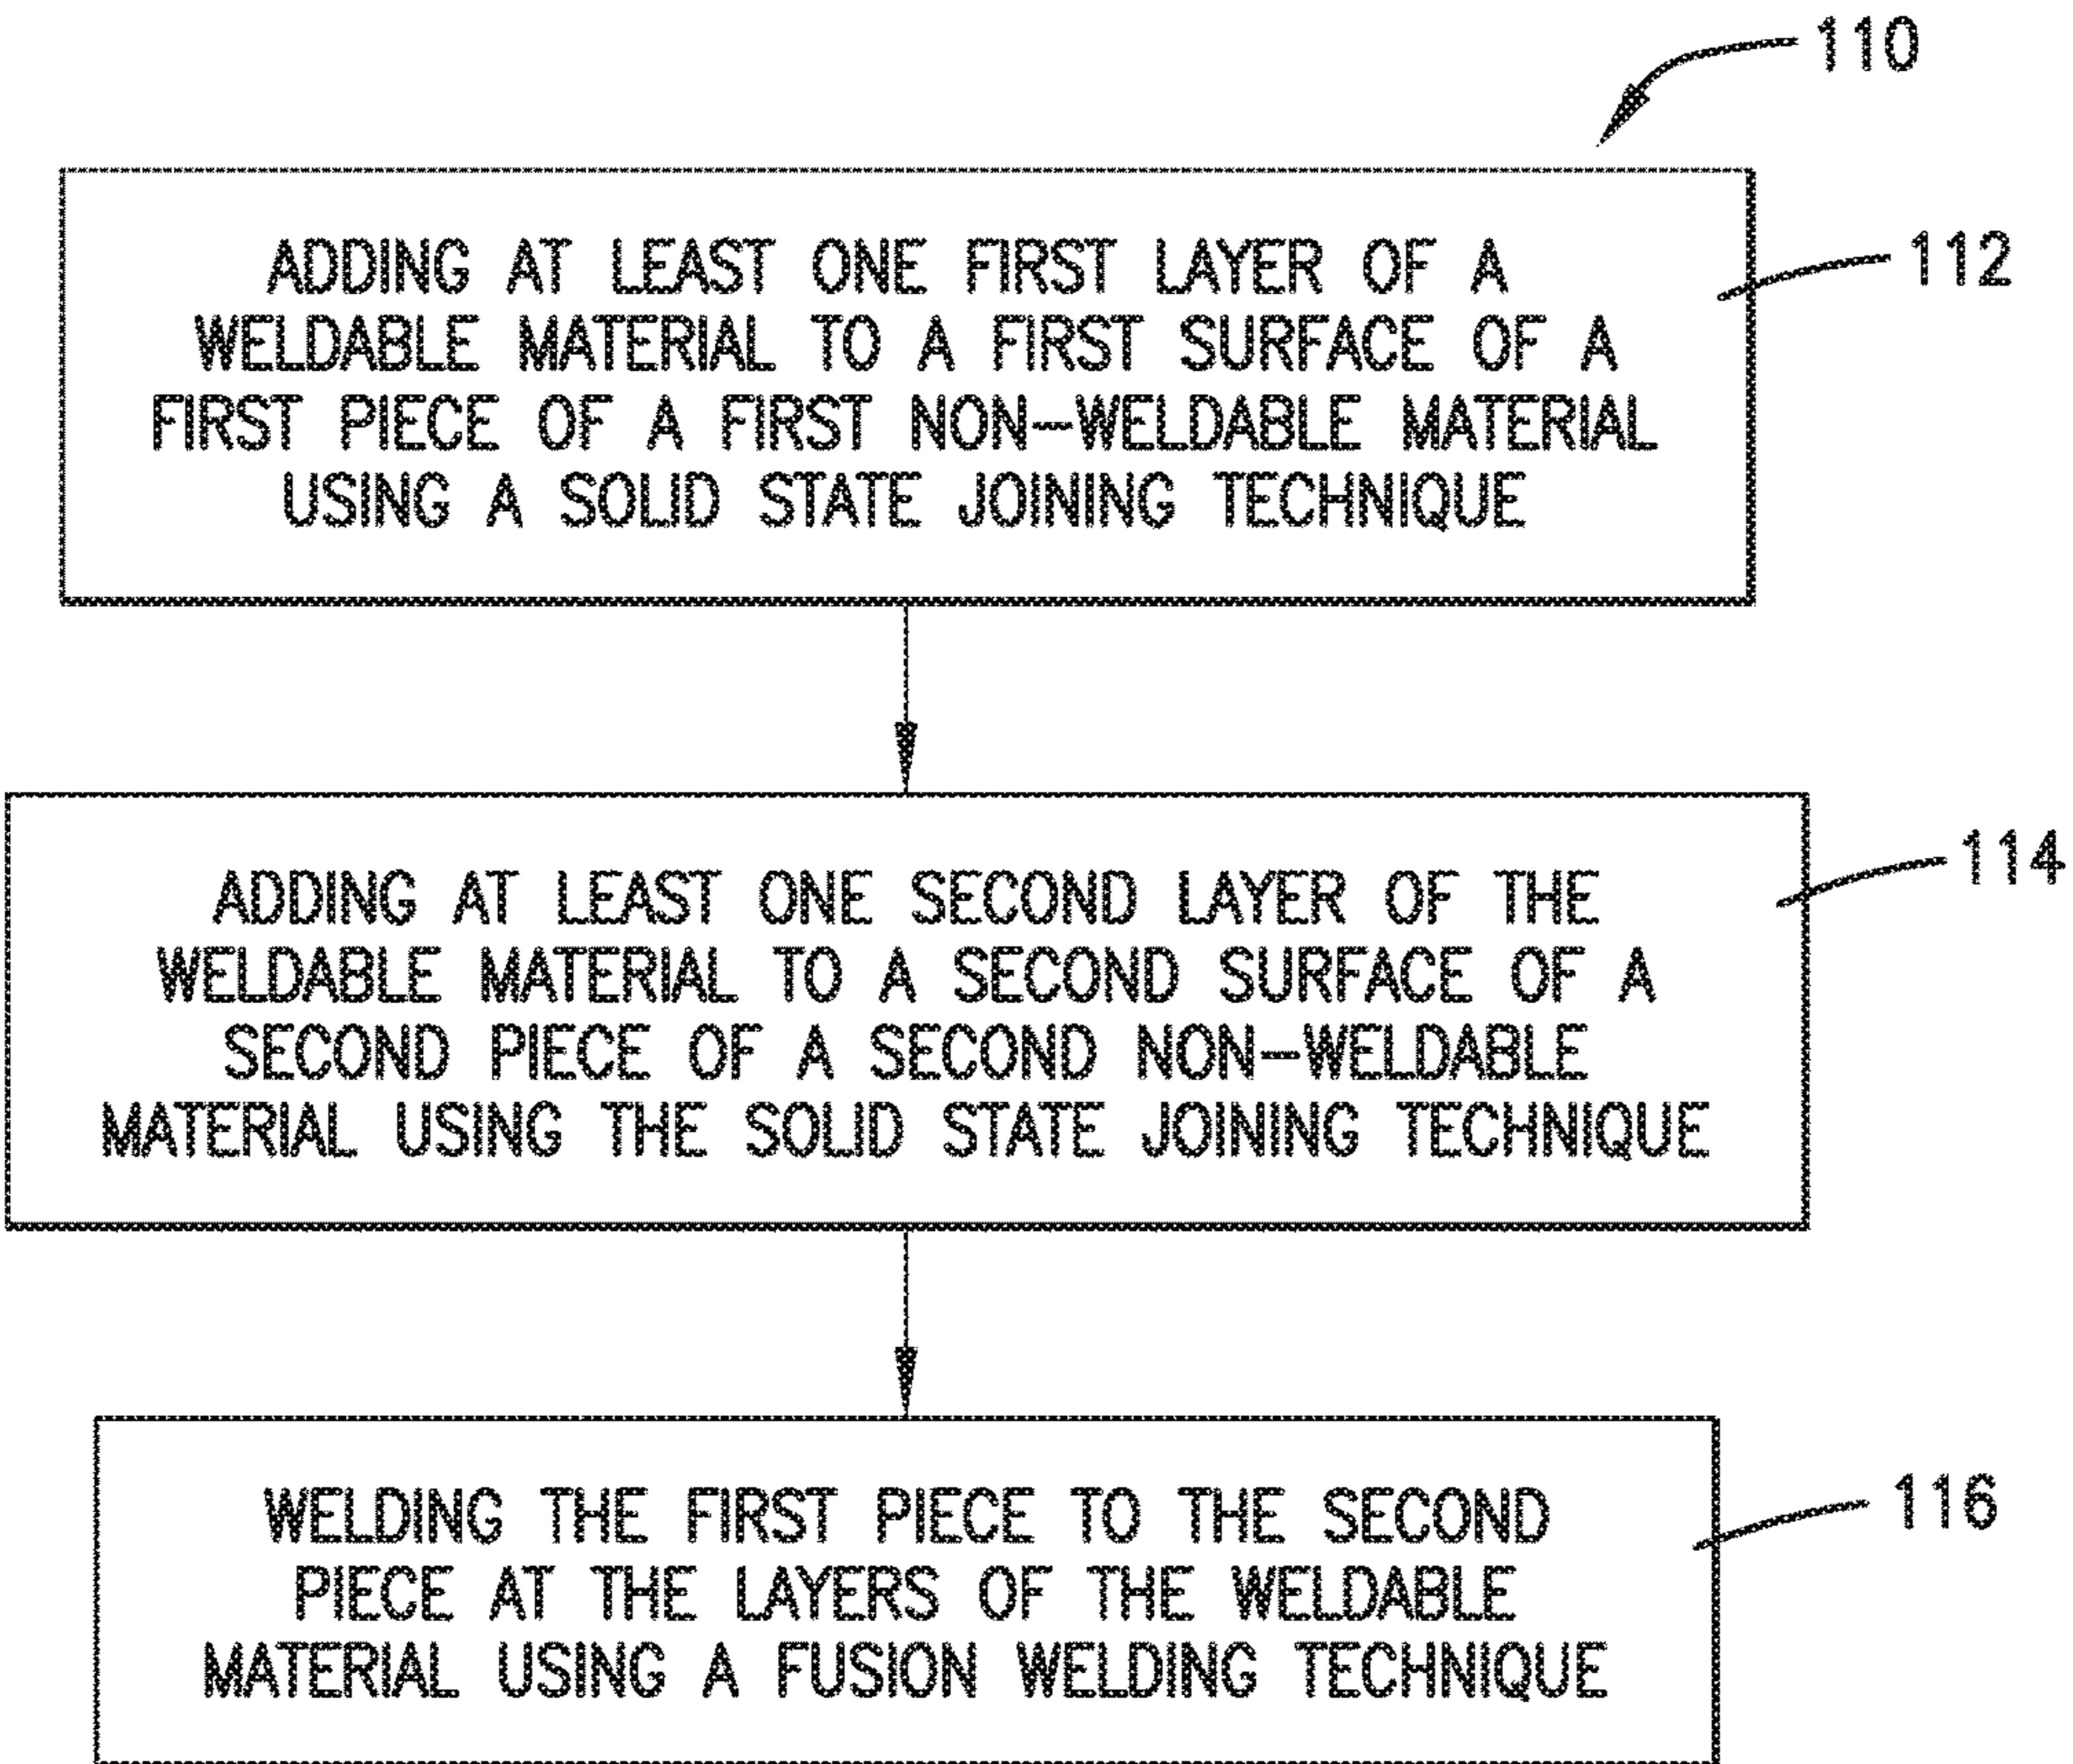 110
ADDING AT LEAST ONE FIRST LAYER OF A
WELDABLE MATERIAL TO A FIRST SURFACE OF A
FIRST PIECE OF A FIRST NON-WELDABLE MATERIAL
USING A SOLID STATE JOINING TECHNIQUE
112
ADDING AT LEAST ONE SECOND LAYER OF THE
WELDABLE MATERIAL TO A SECOND SURFACE OF A
SECOND PIECE OF A SECOND NON-WELDABLE
MATERIAL USING THE SOLID STATE JOINING TECHNIQUE
114
WELDING THE FIRST PIECE TO THE SECOND
PIECE AT THE LAYERS OF THE WELDABLE
MATERIAL USING A FUSION WELDING TECHNIQUE
116